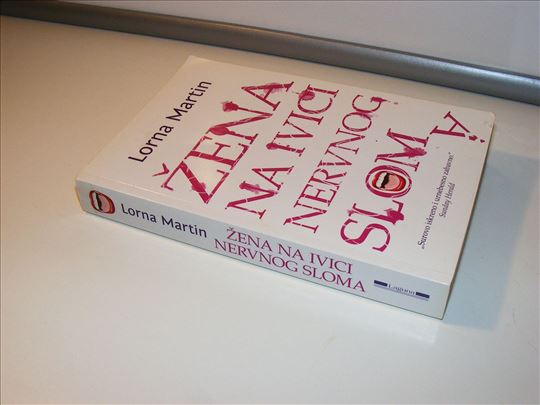 Lorna Martin
ŽENA
NA IVICI
NERVNOG
SLOMA
„Surovo iskreno i urnebesno zabavno.“
Sunday Herald
Lorna Martin
ŽENA NA IVICI
NERVNOG SLOMA
Laguna